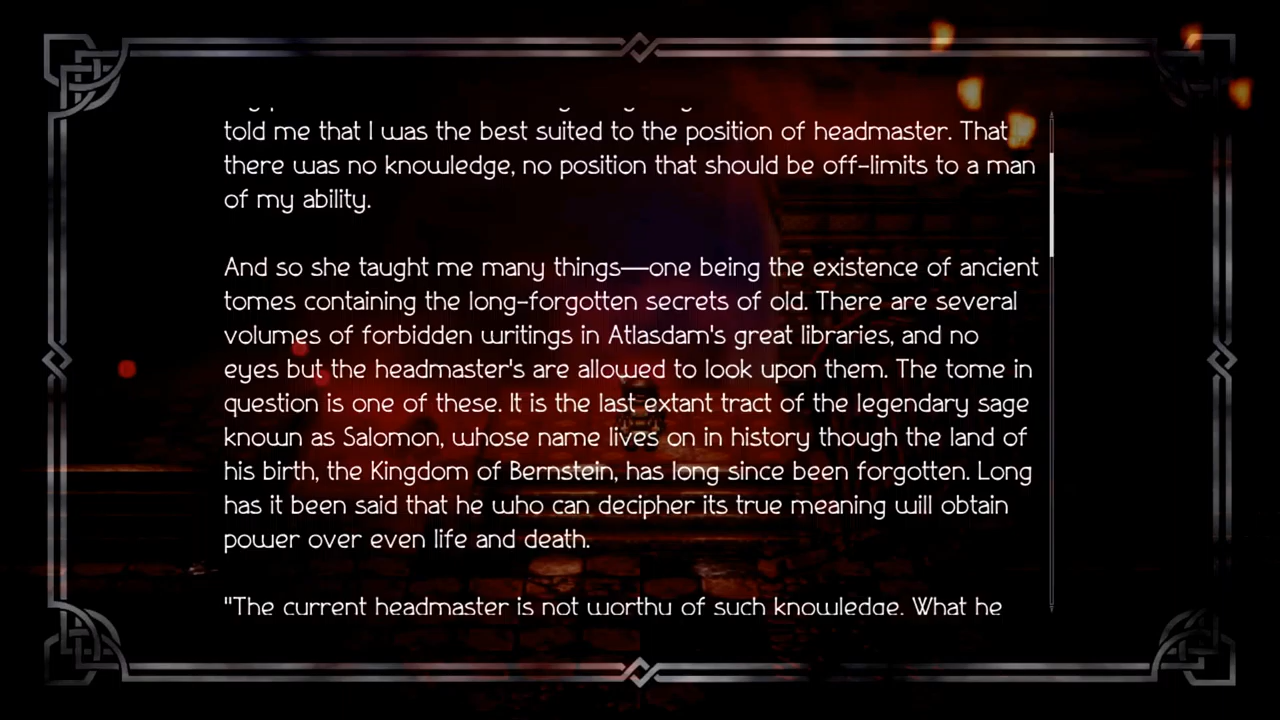 told me that I was the best suited to the position of headmaster. That
there was no knowledge, no position that should be off-limits to a man
of my ability.
And so she taught me many things—one being the existence of ancient
tomes containing the long-forgotten secrets of old. There are several
volumes of forbidden writings in Atlasdam's great libraries, and no
eyes but the headmaster's are allowed to look upon them. The tome in
question is one of these. It is the last extant tract of the legendary sage
known as Salomon, whose name lives on in history though the land of
his birth, the Kingdom of Bernstein, has long since been forgotten. Long
has it been said that he who can decipher its true meaning will obtain
power over even life and death.
"The current headmaster is not worthy of such knowledge. What he